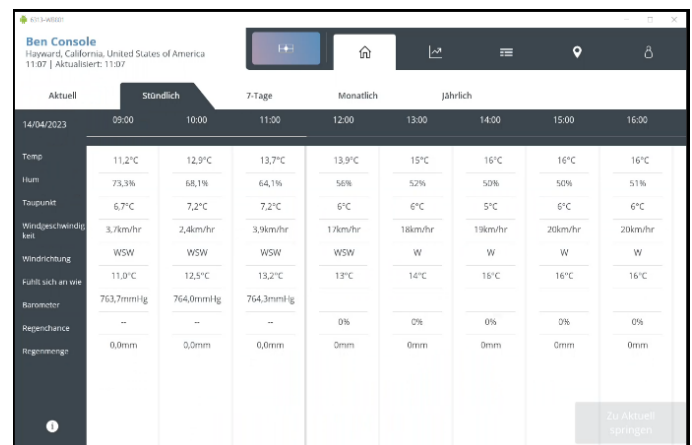 6313-WB001
Ben Console
Hayward, California, United States of America
11:07 | Aktualisiert: 11:07
Aktuell Stündlich 7-Tage Monatlich Jährlich
14/04/2023 09:00 10:00 11:00 12:00 13:00 14:00 15:00 16:00
Temp 11,2°C 12,9°C 13,7°C 13,9°C 15°C 16°C 16°C 16°C
Hum 73,3% 68,1% 64,1% 56% 52% 50% 50% 51%
Taupunkt 6,7°C 7,2°C 7,2°C 6°C 6°C 5°C 6°C 6°C
Windgeschwindig
keit 3,7km/hr 2,4km/hr 3,9km/hr 17km/hr 18km/hr 19km/hr 20km/hr 20km/hr
Windrichtung WSW WSW WSW WSW W W W W
Fühlt sich an wie 11,0°C 12,5°C 13,2°C 13°C 14°C 16°C 16°C 16°C
Barometer 763,7mmHg 764,0mmHg 764,3mmHg
Regenchance -- -- -- 0% 0% 0% 0% 0%
Regenmenge 0,0mm 0,0mm 0,0mm 0mm 0mm 0mm 0mm 0mm
Zu Aktuell
springen